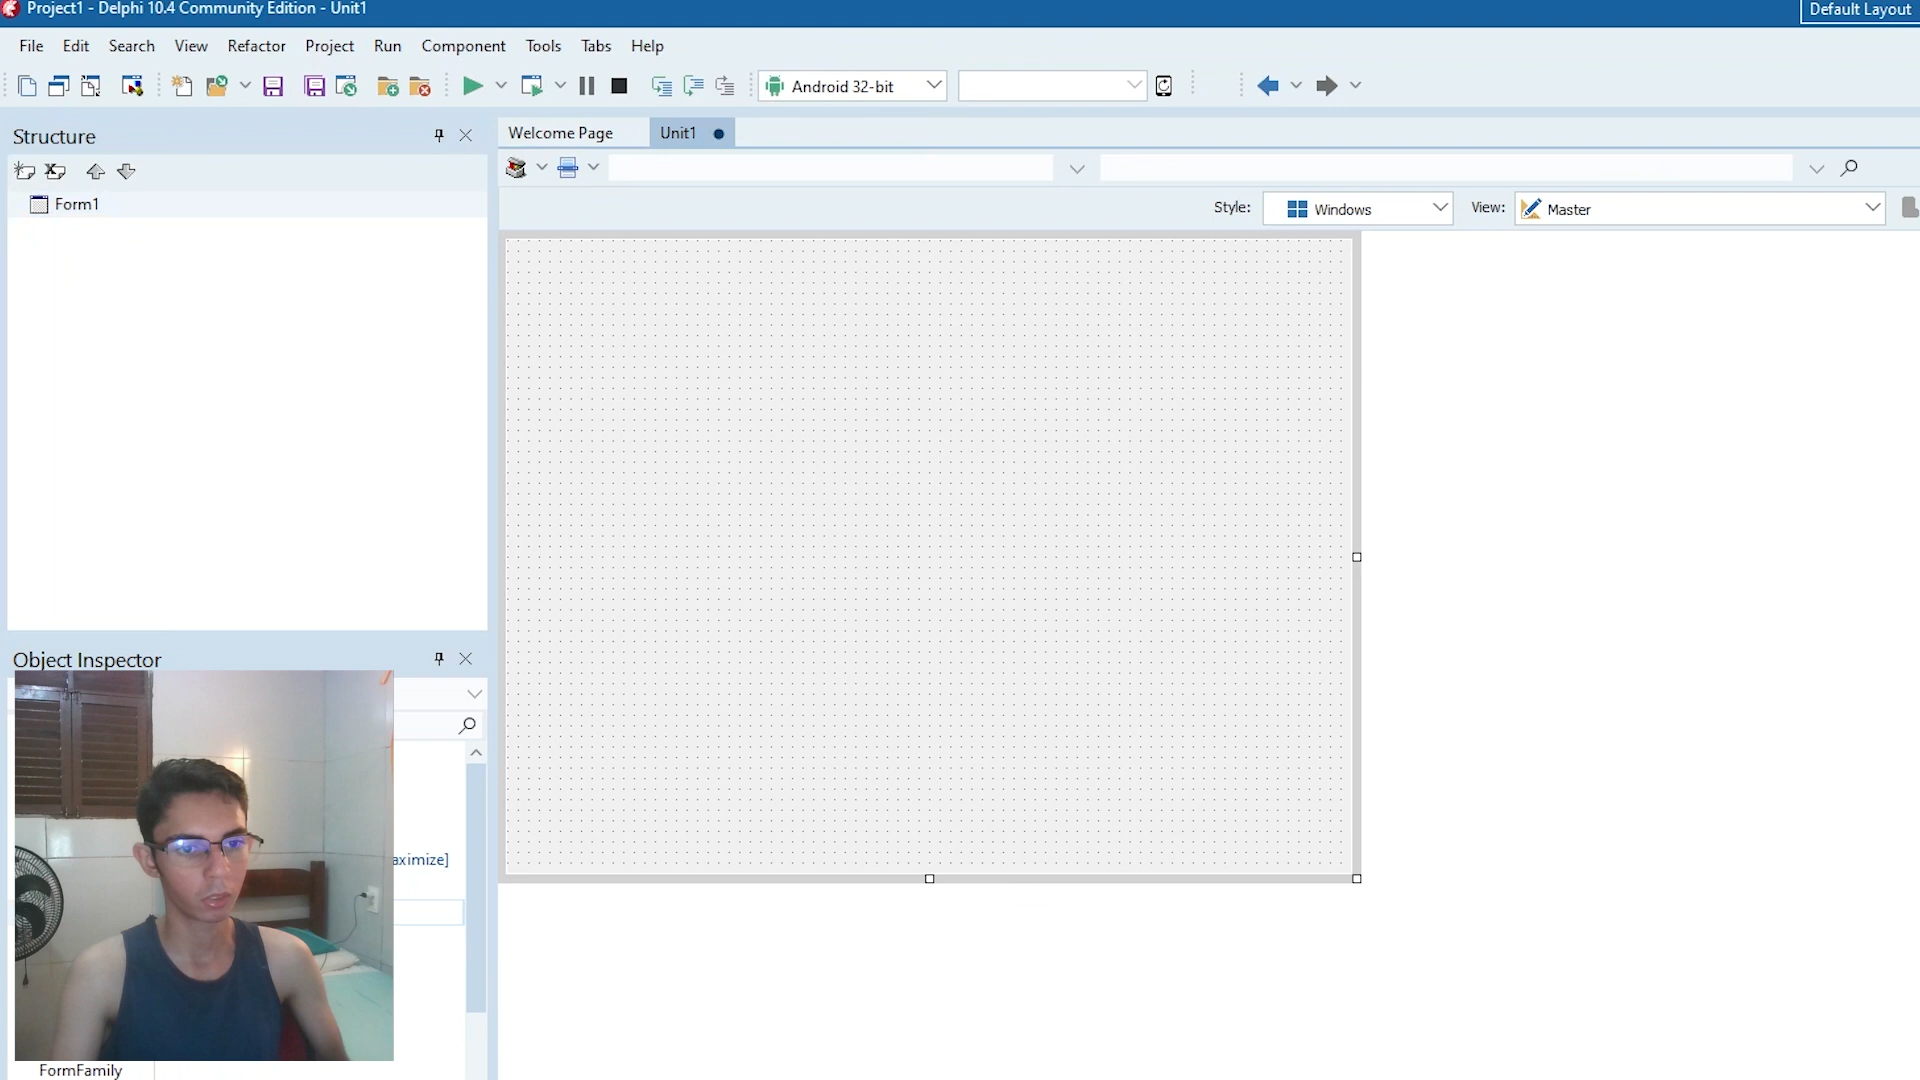 Project1 - Delphi 10.4 Community Edition - Unit1
Default Layout
File Edit Search View Refactor Project Run Component Tools Tabs Help
Android 32-bit
Structure
Welcome Page Unit1
Form1
Style: Windows View: Master
Object Inspector
aximize]
FormFamily